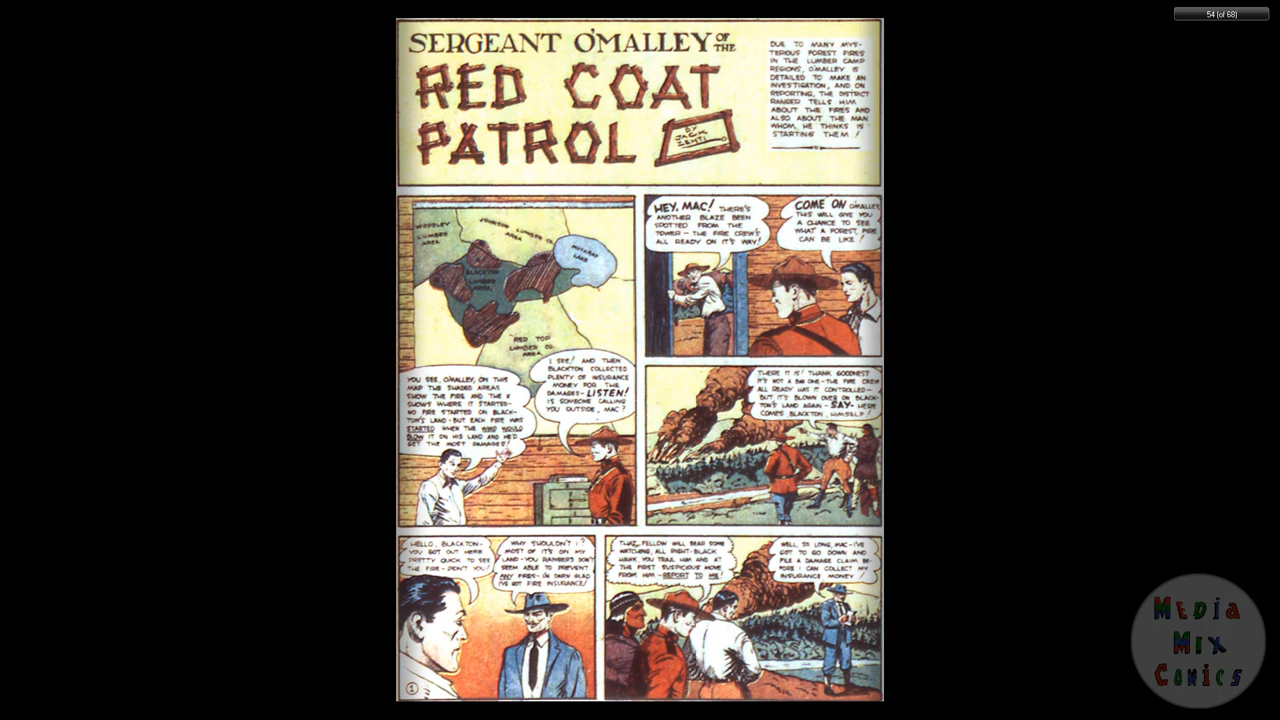 54 (of 68)
SERGEANT O'MALLEY OF THE
RED COAT
PATROL
BY
JACK
DUE TO MANY MYS-
TERIOUS FOREST FIRES
IN THE LUMBER CAMP
REGIONS, O'MALLEY IS
DETAILED TO MAKE AN
INVESTIGATION, AND ON
REPORTING, THE DISTRICT
RANGER TELLS HIM
ABOUT THE FIRES AND
ALSO ABOUT THE MAN
WHOM, HE THINKS IS
STARTING THEM!
WOODLEY
LUMBER
AREA
JOHNSON LUMBER CO.
AREA
LAKE
BLACKTON
LUMBER
AREA
RED TOP
LUMBER CO.
AREA
YOU SEE, O'MALLEY, ON THIS
MAP THE SHADED AREAS
SHOW THE FIRE AND THE X
SHOWS WHERE IT STARTED-
NO FIRE STARTED ON BLACK-
TON'S LAND-BUT EACH FIRE WAS
STARTED WHEN THE WIND WOULD
BLOW IT ON HIS LAND AND HE'D
GET THE MOST DAMAGES!
I SEE! AND THEN
BLACKTON COLLECTED
PLENTY OF INSURANCE
MONEY FOR THE
DAMAGES-LISTEN!
IS SOMEONE CALLING
YOU OUTSIDE, MAC?
HEY, MAC! THERE'S
ANOTHER BLAZE BEEN
SPOTTED FROM THE
TOWER-THE FIRE CREW'S
ALL READY ON IT'S WAY!
COME ON O'MALLEY
THIS WILL GIVE YOU
A CHANCE TO SEE
WHAT A FOREST FIRE
CAN BE LIKE!
THERE IT IS! THANK GOODNESS
IT'S NOT A BIG ONE-THE FIRE CREW
ALL READY HAS IT CONTROLLED-
BUT IT'S BLOWN OVER ON BLACK-
TON'S LAND AGAIN-SAY-HERE
COMES BLACKTON, HIMSELF!
HELLO, BLACKTON-
YOU GOT OUT HERE
PRETTY QUICK TO SEE
THE FIRE-DIDN'T YOU!
WHY SHOULDN'T I?
MOST OF IT'S ON MY
LAND-YOU RANGERS DON'T
SEEM ABLE TO PREVENT
ANY FIRES-I'M DARN GLAD
I'VE GOT FIRE INSURANCE!
THAT FELLOW WILL BEAR SOME
WATCHING, ALL RIGHT-BLACK
HAWK YOU TRAIL HIM AND AT
THE FIRST SUSPICIOUS MOVE
FROM HIM-REPORT TO ME!
WELL, SO LONG, MAC-I'VE
GOT TO GO DOWN AND
FILE A DAMAGE CLAIM BE-
FORE I CAN COLLECT MY
INSURANCE MONEY!
1
MEDIA
MIX
COMICS